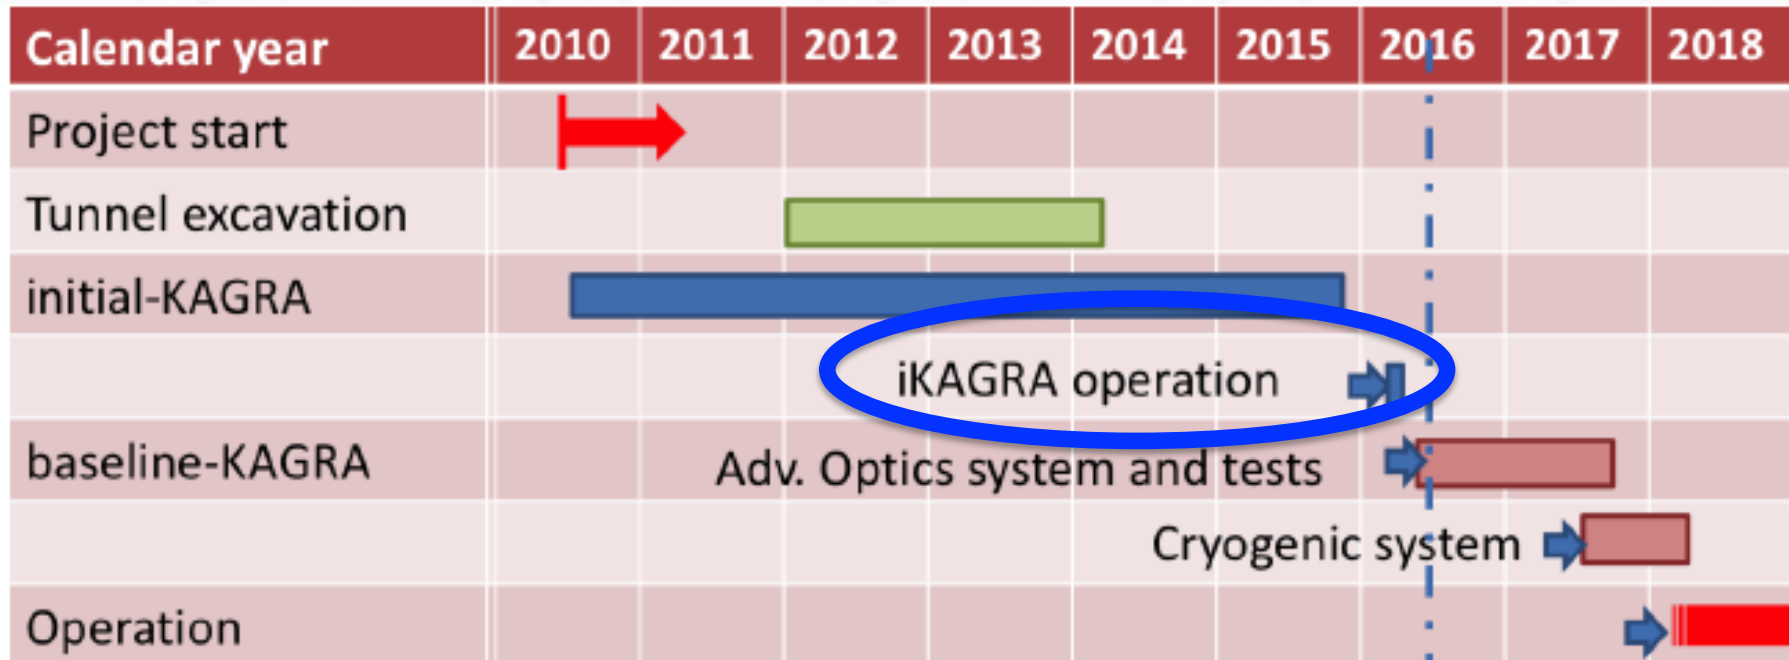 Calendar year 2010 2011 2012 2013 2014 2015 2016 2017 2018
Project start
Tunnel excavation
initial-KAGRA
iKAGRA operation
baseline-KAGRA Adv. Optics system and tests
Cryogenic system
Operation